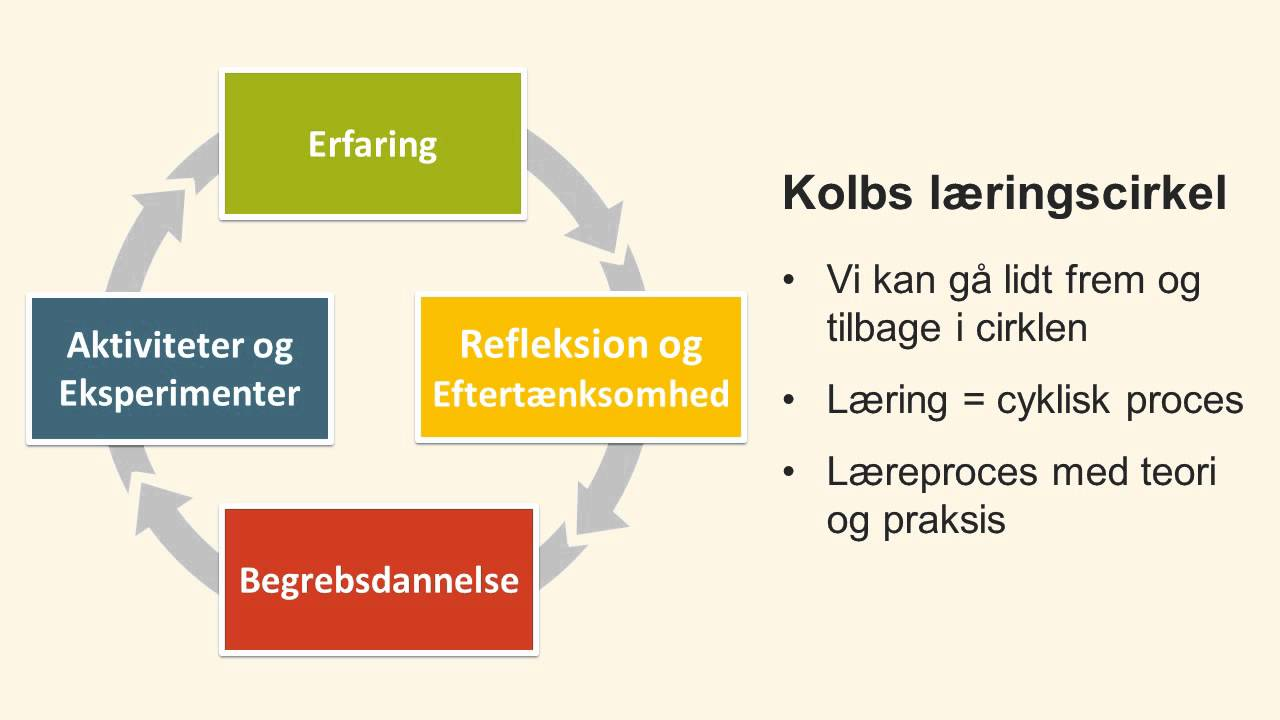 Erfaring
Refleksion og
Eftertænksomhed
Begrebsdannelse
Aktiviteter og
Eksperimenter
Kolbs læringscirkel
• Vi kan gå lidt frem og
tilbage i cirklen
• Læring = cyklisk proces
• Læreproces med teori
og praksis